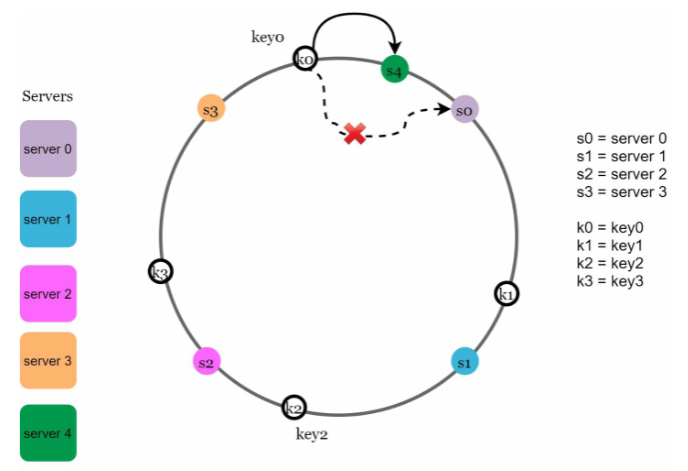 key0
k0
s4
s3
s0
Servers
server 0
server 1
server 2
server 3
server 4
k3
k1
s2
s1
k2
key2
s0 = server 0
s1 = server 1
s2 = server 2
s3 = server 3
k0 = key0
k1 = key1
k2 = key2
k3 = key3